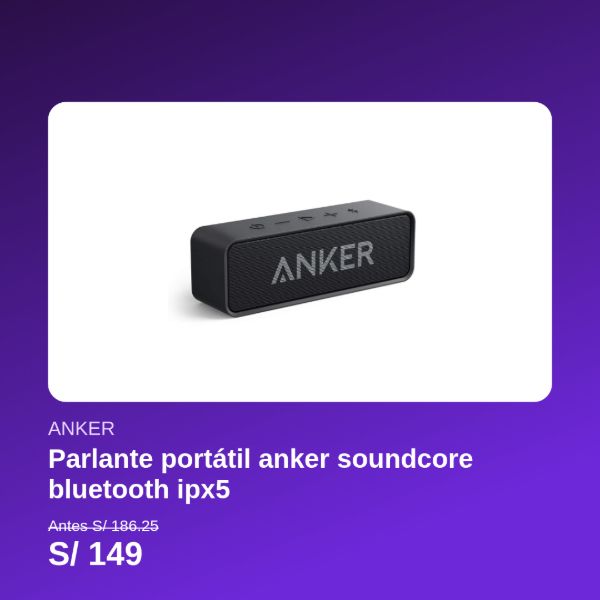 ANKER
ANKER
Parlante portátil anker soundcore
bluetooth ipx5
Antes S/ 186.25
S/ 149